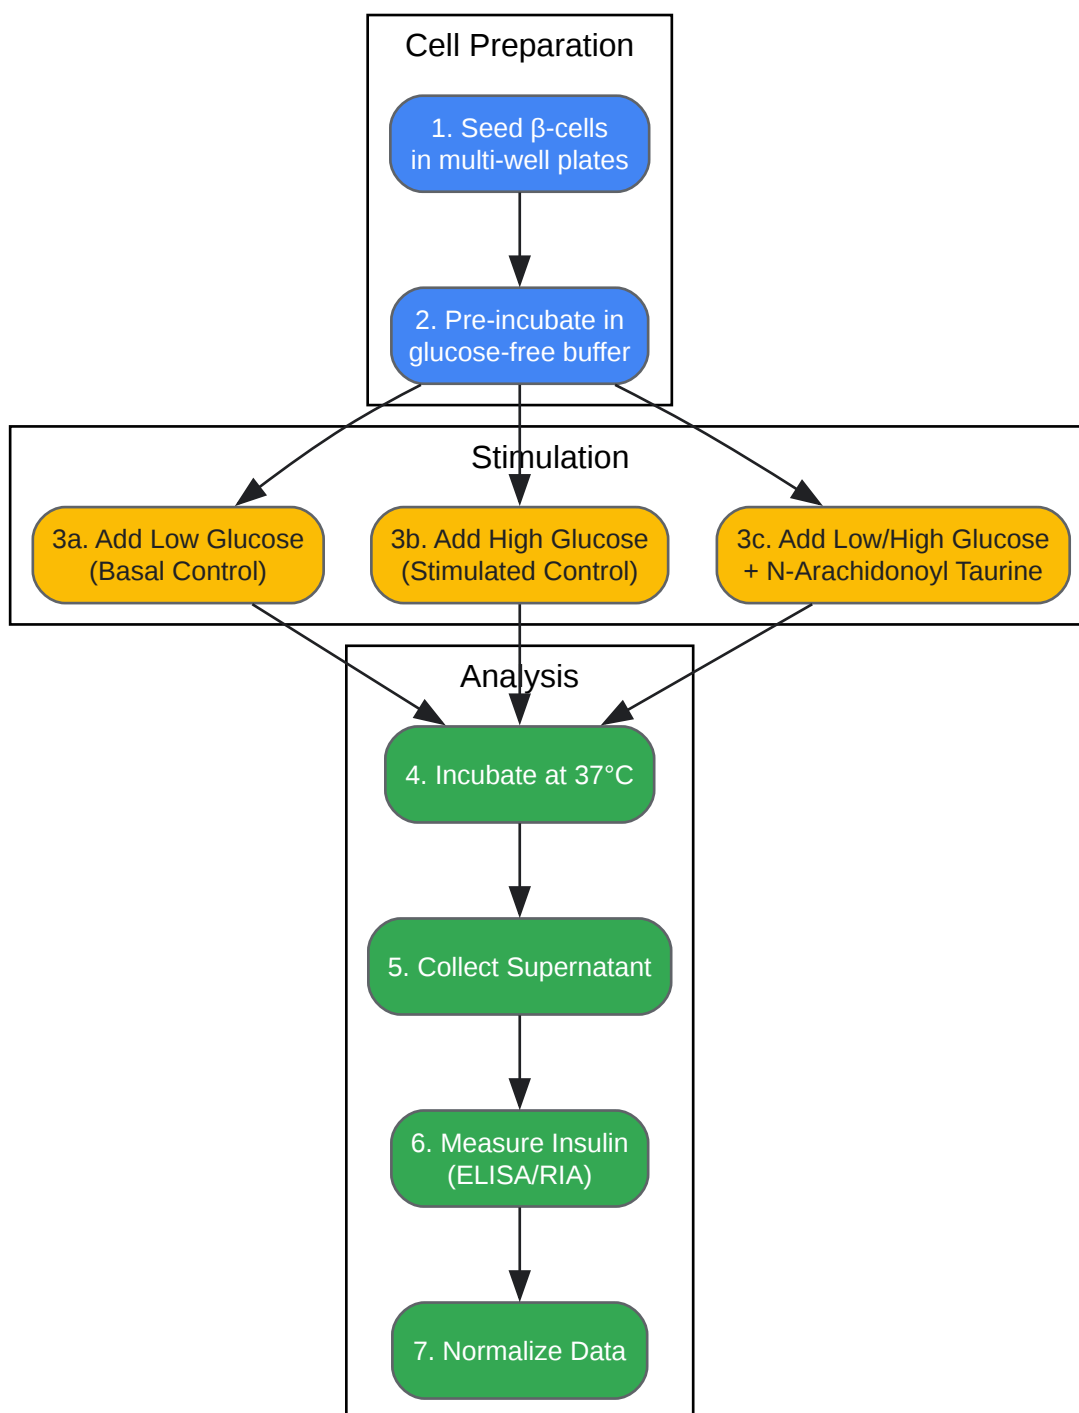 Cell Preparation
1. Seed β-cells
in multi-well plates
2. Pre-incubate in
glucose-free buffer
Stimulation
3a. Add Low Glucose
(Basal Control)
3b. Add High Glucose
(Stimulated Control)
3c. Add Low/High Glucose
+ N-Arachidonoyl Taurine
Analysis
4. Incubate at 37°C
5. Collect Supernatant
6. Measure Insulin
(ELISA/RIA)
7. Normalize Data